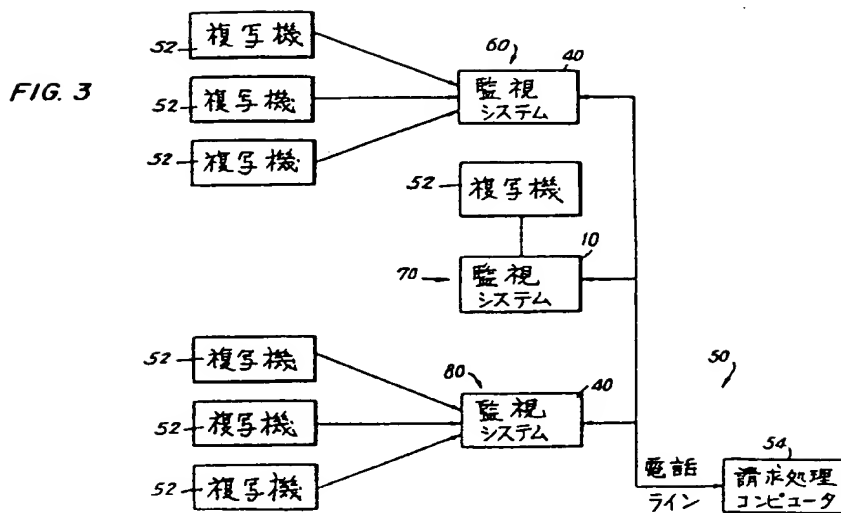 FIG. 3
52 複写機
52 複写機
52 複写機
60
40
監視
システム
52 複写機
70
10
監視
システム
52 複写機
52 複写機
52 複写機
80
40
監視
システム
50
電話
ライン
54
請求処理
コンピュータ